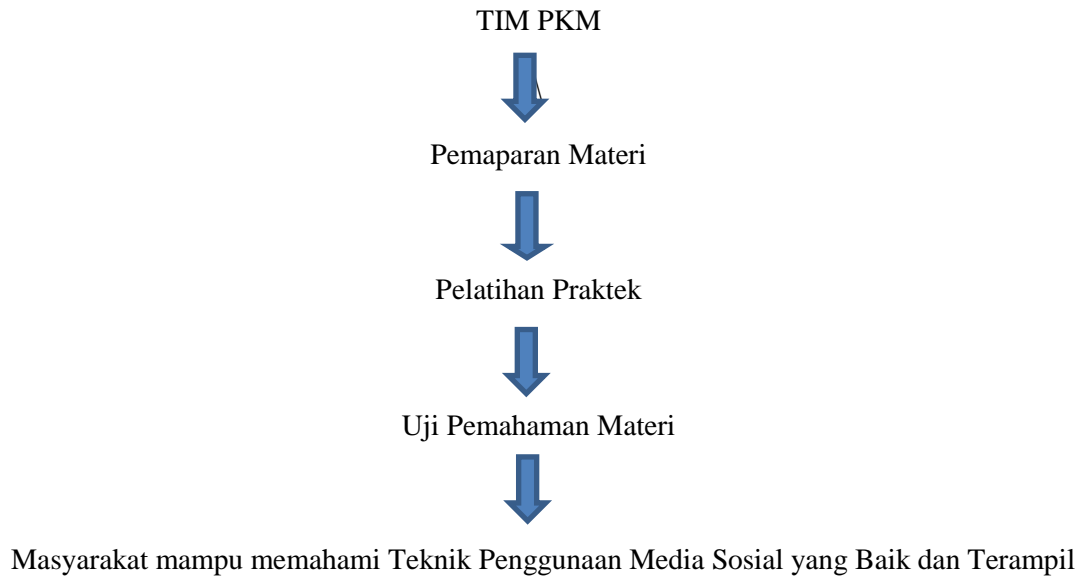 TIM PKM
Pemaparan Materi
Pelatihan Praktek
Uji Pemahaman Materi
Masyarakat mampu memahami Teknik Penggunaan Media Sosial yang Baik dan Terampil